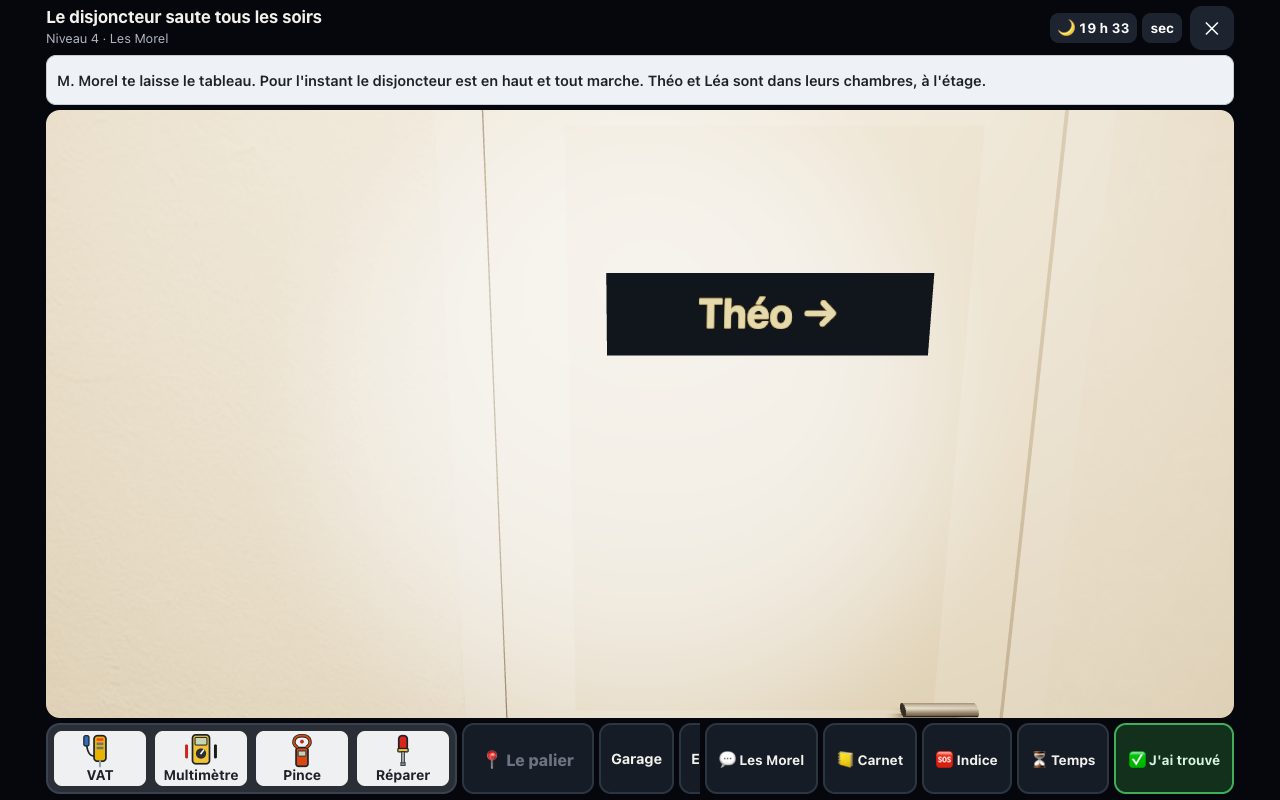 Le disjoncteur saute tous les soirs
Niveau 4 · Les Morel
🌙 19 h 33
sec
M. Morel te laisse le tableau. Pour l'instant le disjoncteur est en haut et tout marche. Théo et Léa sont dans leurs chambres, à l'étage.
Théo →
VAT
Multimètre
Pince
Réparer
📍 Le palier
Garage
💬 Les Morel
📒 Carnet
🆘 Indice
⏳ Temps
✅ J'ai trouvé